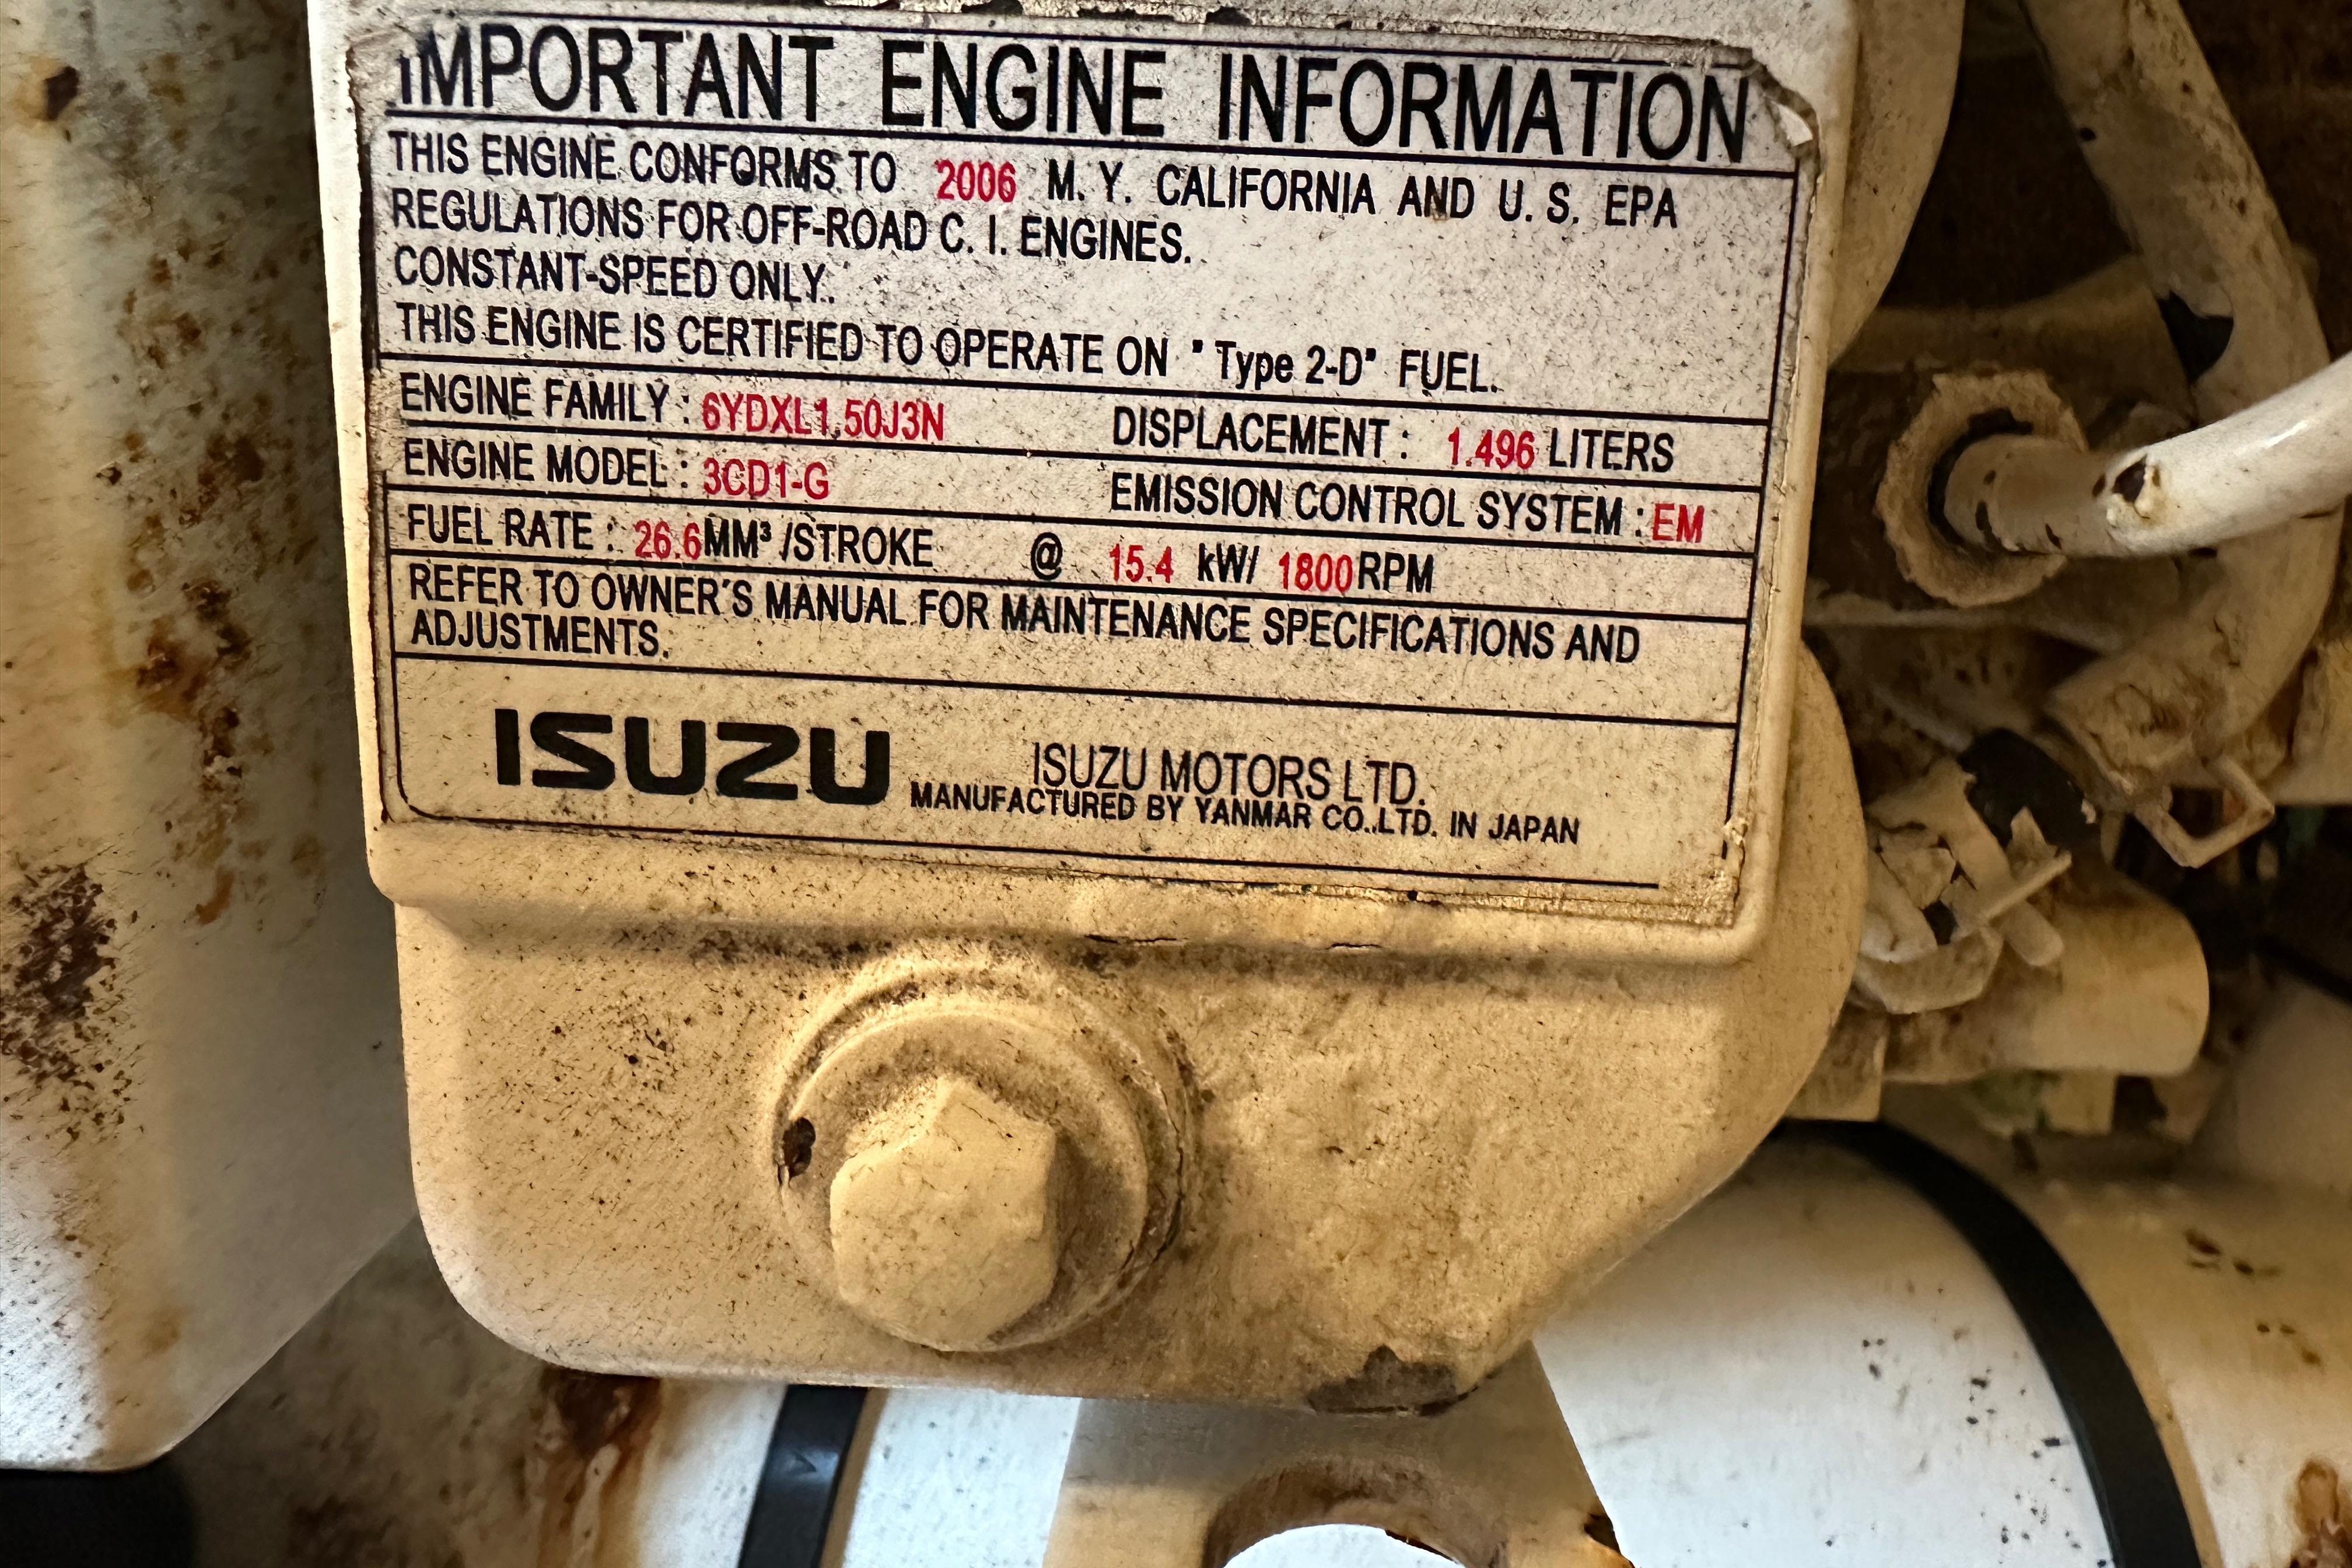 IMPORTANT ENGINE INFORMATION
THIS ENGINE CONFORMS TO 2006 M. Y. CALIFORNIA AND U. S. EPA
REGULATIONS FOR OFF-ROAD C. I. ENGINES.
CONSTANT-SPEED ONLY.
THIS ENGINE IS CERTIFIED TO OPERATE ON "Type 2-D" FUEL.
ENGINE FAMILY : 6YDXL1.50J3N DISPLACEMENT : 1.496 LITERS
ENGINE MODEL : 3CD1-G EMISSION CONTROL SYSTEM : EM
FUEL RATE : 26.6MM³ /STROKE @ 15.4 kW/ 1800RPM
REFER TO OWNER'S MANUAL FOR MAINTENANCE SPECIFICATIONS AND
ADJUSTMENTS.
ISUZU ISUZU MOTORS LTD.
MANUFACTURED BY YANMAR CO.,LTD. IN JAPAN